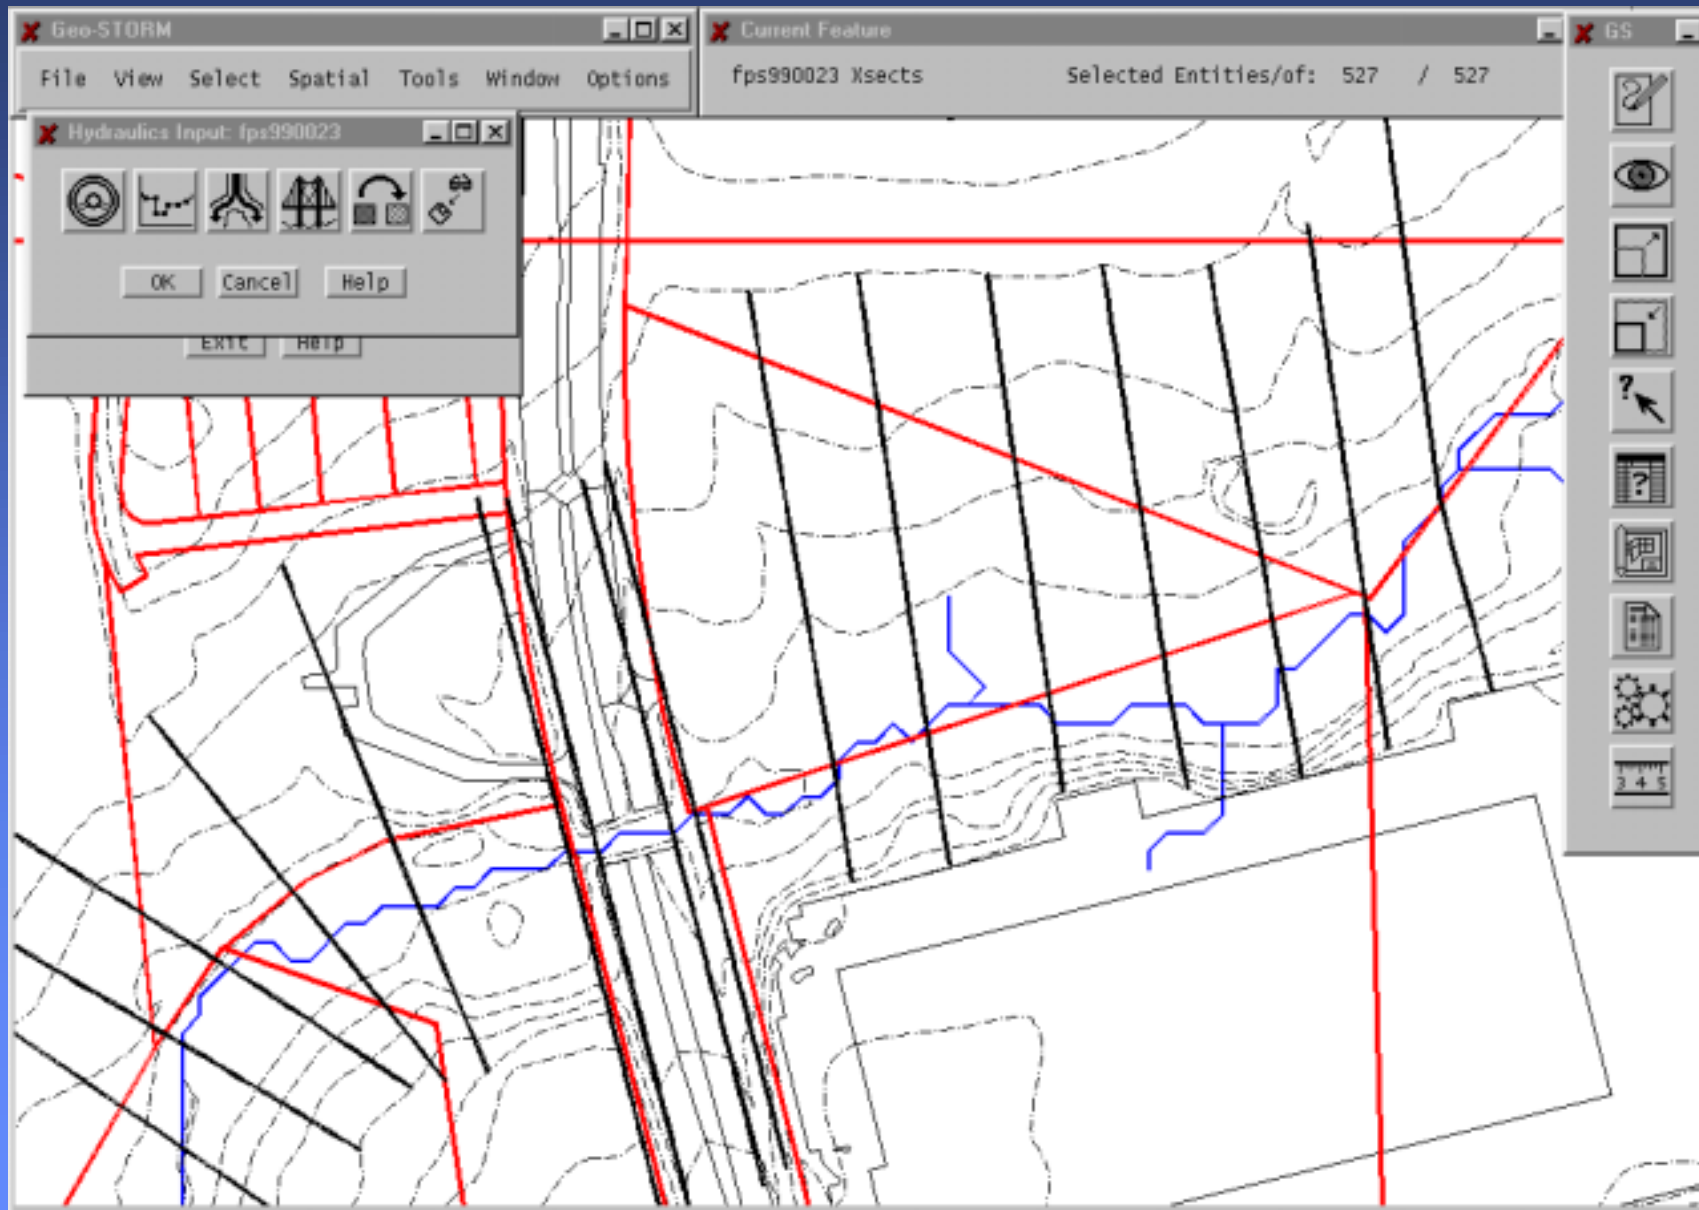 Geo-STORM
File View Select Spatial Tools Window Options
Current Feature
fps990023 Xsects Selected Entities/of: 527 / 527
GS
Hydraulics Input: fps990023
OK Cancel Help
Exit Help
?
?
3 4 5